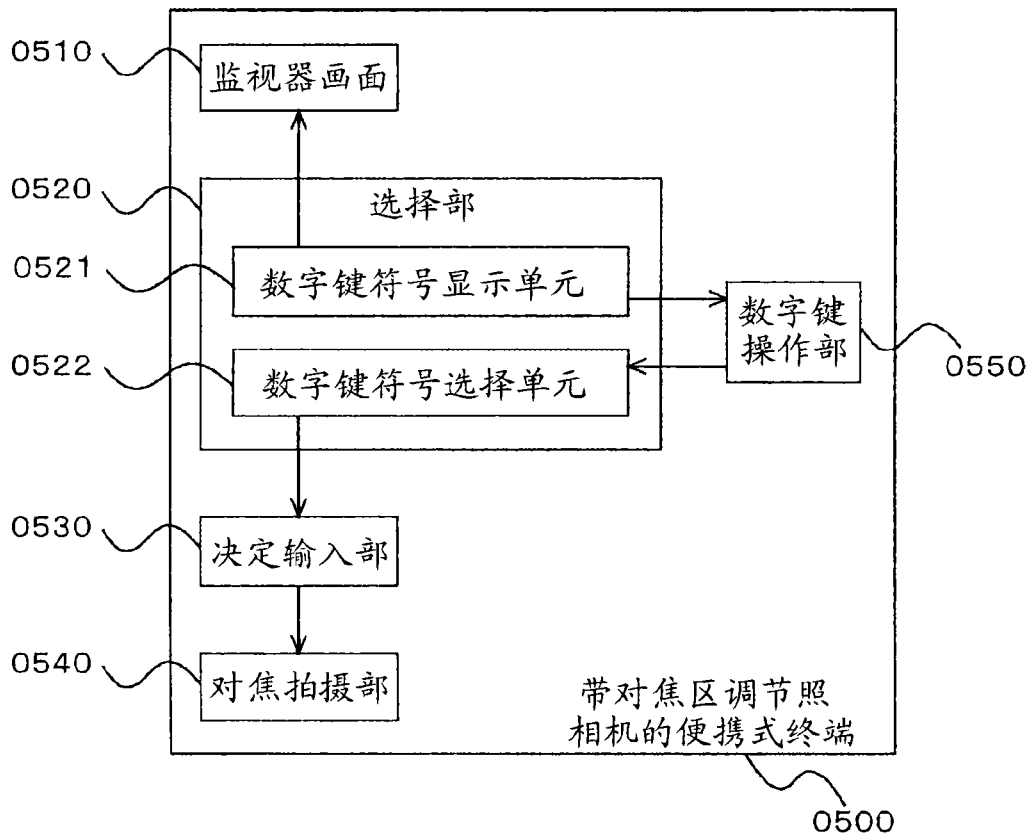 0510
监视器画面
0520
选择部
0521
数字键符号显示单元
数字键
操作部
0550
0522
数字键符号选择单元
0530
决定输入部
0540
对焦拍摄部
带对焦区调节照
相机的便携式终端
0500